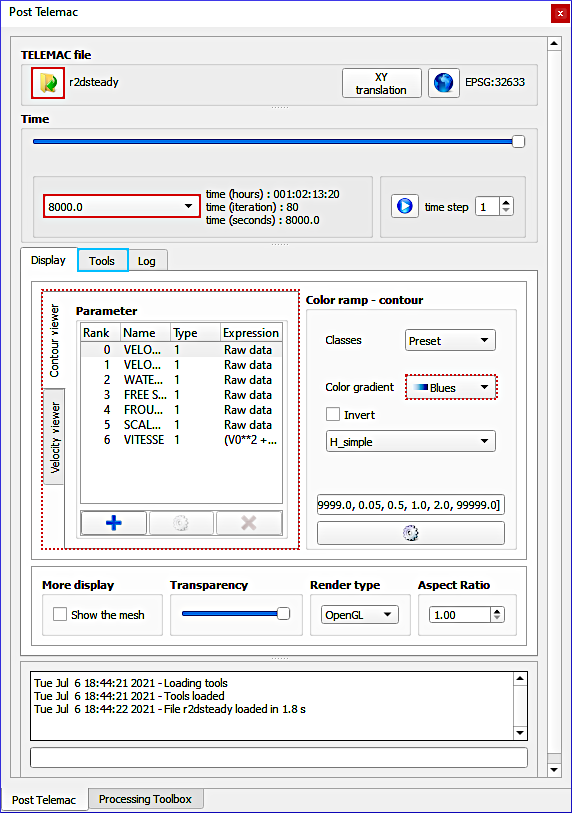 Post Telemac
TELEMAC file
r2dsteady
XY
translation
EPSG:32633
Time
8000.0
time (hours) : 001:02:13:20
time (iteration) : 80
time (seconds) : 8000.0
time step
1
Display
Tools
Log
Contour viewer
Velocity viewer
Parameter
Rank Name Type Expression
0 VELO... 1 Raw data
1 VELO... 1 Raw data
2 WATE... 1 Raw data
3 FREE S... 1 Raw data
4 FROU... 1 Raw data
5 SCAL... 1 Raw data
6 VITESSE 1 (V0**2 +...
Color ramp - contour
Classes
Preset
Color gradient
Blues
Invert
H_simple
9999.0, 0.05, 0.5, 1.0, 2.0, 99999.0]
More display
Show the mesh
Transparency
Render type
OpenGL
Aspect Ratio
1.00
Tue Jul 6 18:44:21 2021 - Loading tools
Tue Jul 6 18:44:21 2021 - Tools loaded
Tue Jul 6 18:44:22 2021 - File r2dsteady loaded in 1.8 s
Post Telemac
Processing Toolbox